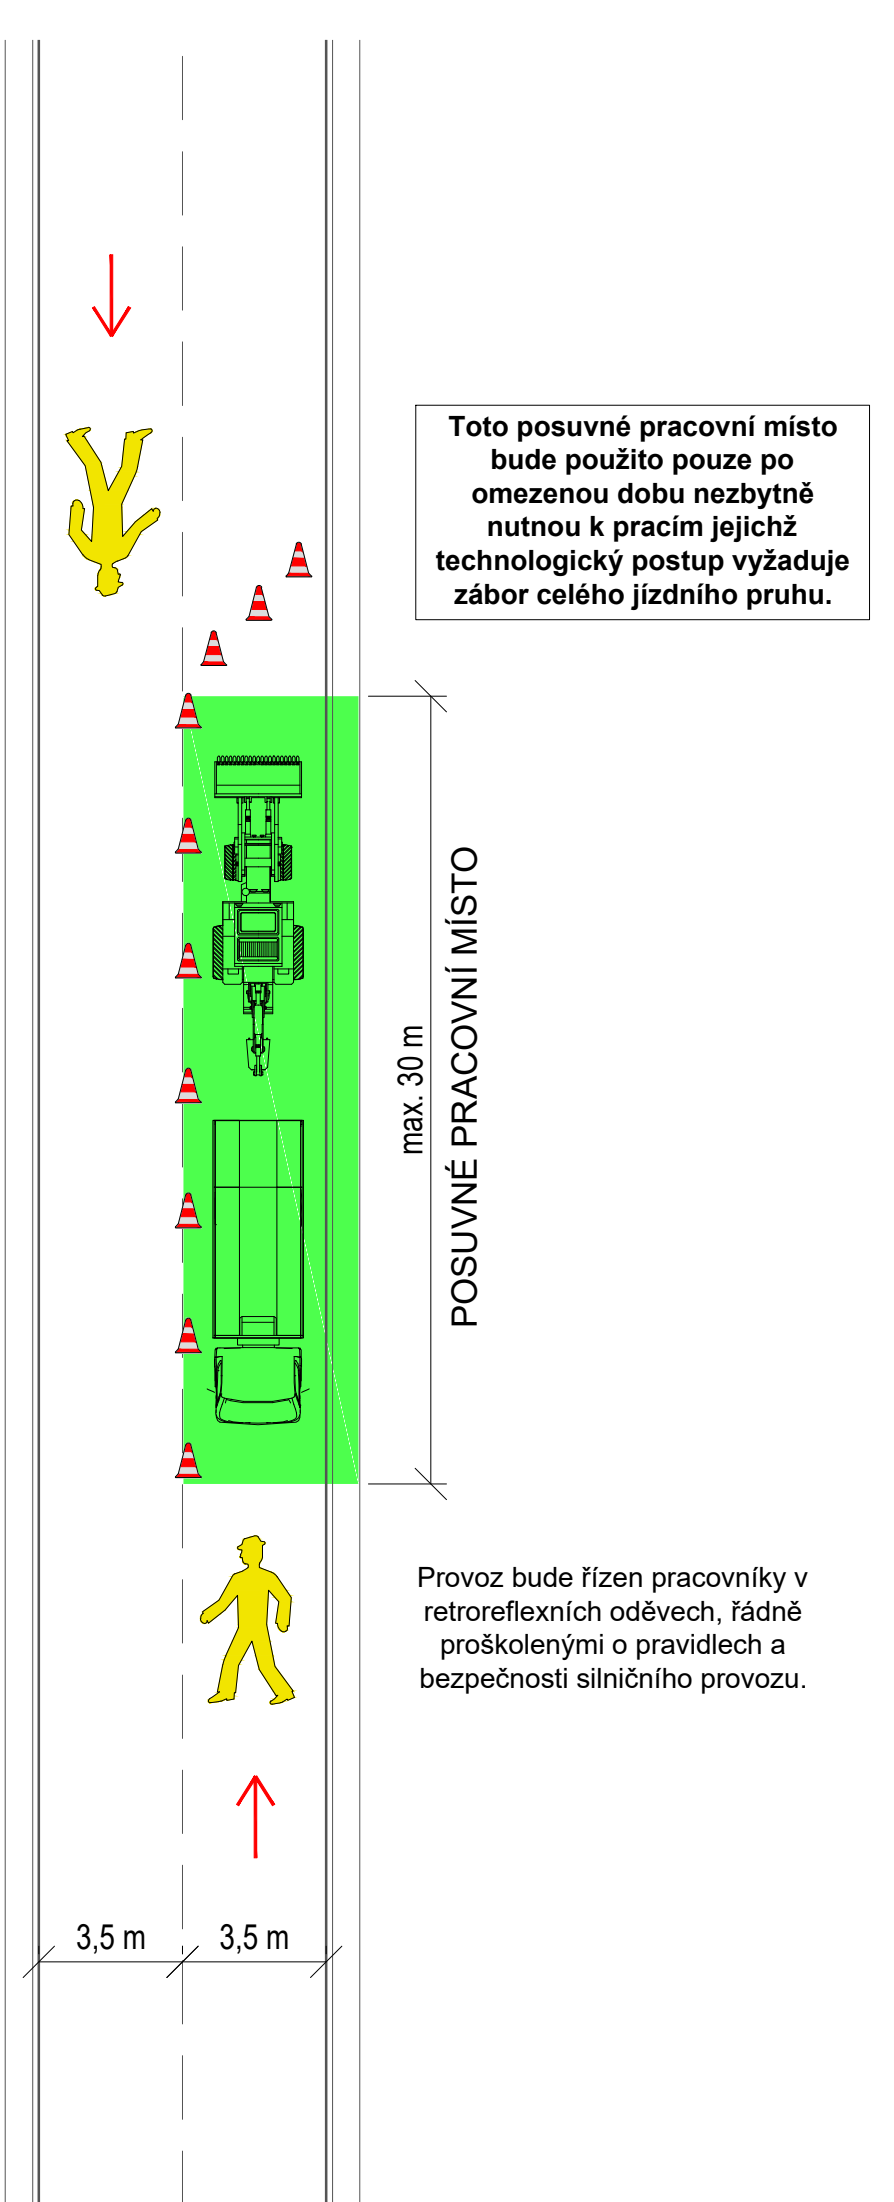 Toto posuvné pracovní místo
bude použito pouze po
omezenou dobu nezbytně
nutnou k pracím jejichž
technologický postup vyžaduje
zábor celého jízdního pruhu.
max. 30 m
POSUVNÉ PRACOVNÍ MÍSTO
Provoz bude řízen pracovníky v
retroreflexních oděvech, řádně
proškolenými o pravidlech a
bezpečnosti silničního provozu.
3,5 m 3,5 m